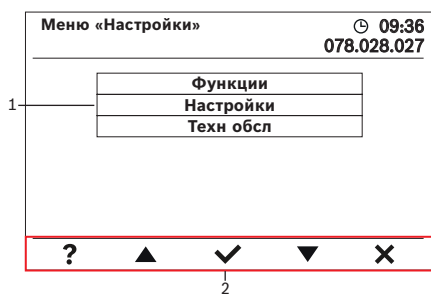 Меню «Настройки» 09:36
078.028.027
Функции
1 Настройки
Техн обсл
? ▲ ✓ ▼ ✕
2